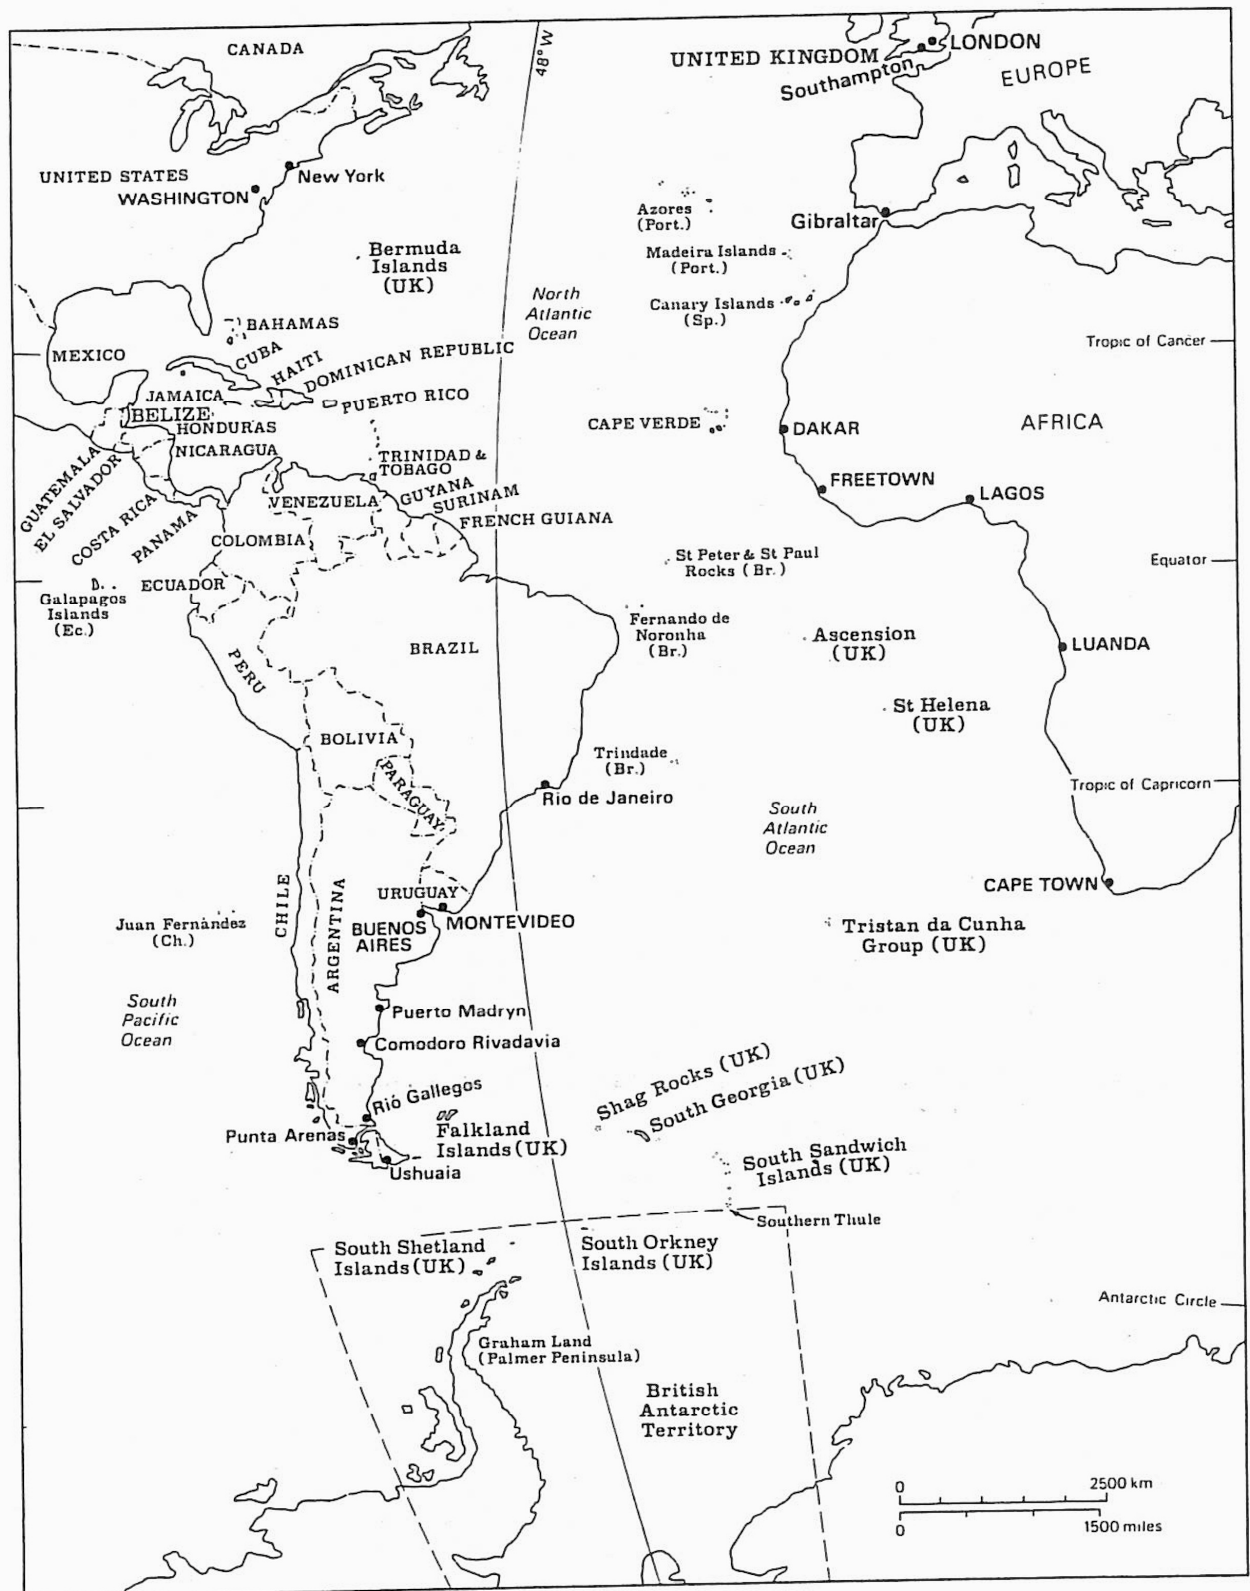 CANADA
48° W
UNITED KINGDOM
LONDON
Southampton
EUROPE
UNITED STATES
WASHINGTON
New York
Azores
(Port.)
Gibraltar
Bermuda
Islands
(UK)
Madeira Islands
(Port.)
North
Atlantic
Ocean
Canary Islands
(Sp.)
BAHAMAS
MEXICO
CUBA
HAITI
DOMINICAN REPUBLIC
Tropic of Cancer
JAMAICA
PUERTO RICO
BELIZE
HONDURAS
NICARAGUA
CAPE VERDE
DAKAR
AFRICA
GUATEMALA
EL SALVADOR
COSTA RICA
PANAMA
TRINIDAD &
TOBAGO
VENEZUELA
GUYANA
SURINAM
FRENCH GUIANA
FREETOWN
LAGOS
COLOMBIA
St Peter & St Paul
Rocks (Br.)
Equator
ECUADOR
Galapagos
Islands
(Ec.)
Fernando de
Noronha
(Br.)
Ascension
(UK)
LUANDA
BRAZIL
PERU
St Helena
(UK)
BOLIVIA
Trindade
(Br.)
PARAGUAY
Rio de Janeiro
Tropic of Capricorn
South
Atlantic
Ocean
CHILE
ARGENTINA
URUGUAY
CAPE TOWN
Juan Fernàndez
(Ch.)
BUENOS
AIRES
MONTEVIDEO
Tristan da Cunha
Group (UK)
South
Pacific
Ocean
Puerto Madryn
Comodoro Rivadavia
Rió Gallegos
Shag Rocks (UK)
South Georgia (UK)
Punta Arenas
Falkland
Islands (UK)
Ushuaia
South Sandwich
Islands (UK)
Southern Thule
South Shetland
Islands (UK)
South Orkney
Islands (UK)
Antarctic Circle
Graham Land
(Palmer Peninsula)
British
Antarctic
Territory
0 2500 km
0 1500 miles